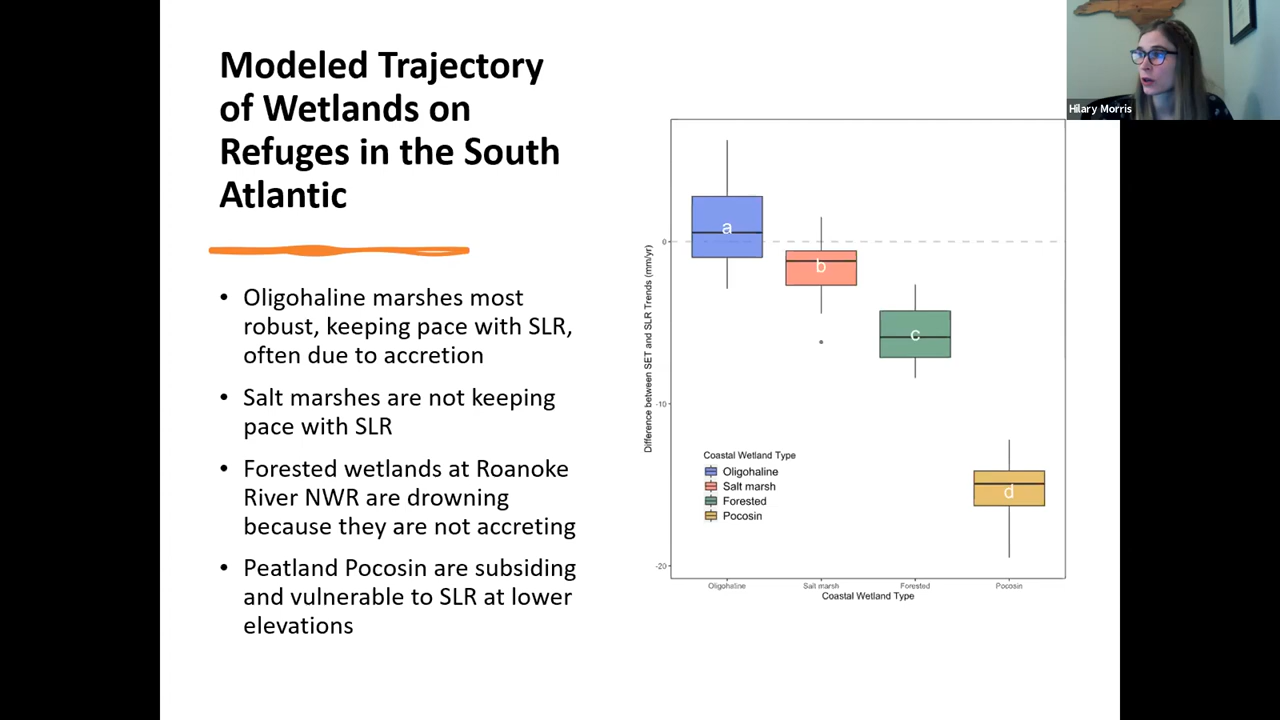 Modeled Trajectory
of Wetlands on
Refuges in the South
Atlantic
• Oligohaline marshes most
robust, keeping pace with SLR,
often due to accretion
• Salt marshes are not keeping
pace with SLR
• Forested wetlands at Roanoke
River NWR are drowning
because they are not accreting
• Peatland Pocosin are subsiding
and vulnerable to SLR at lower
elevations
Hilary Morris
Difference between SET and SLR Trends (mm/yr)
0
-10
-20
a
b
c
d
Coastal Wetland Type
Oligohaline
Salt marsh
Forested
Pocosin
Oligohaline Salt marsh Forested Pocosin
Coastal Wetland Type